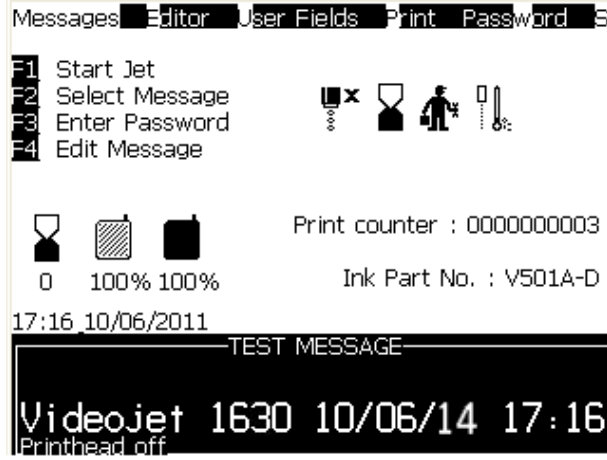 Messages Editor User Fields Print Password S
F1 Start Jet
F2 Select Message
F3 Enter Password
F4 Edit Message
Print counter : 0000000003
0 100% 100%
Ink Part No. : V501A-D
17:16 10/06/2011
TEST MESSAGE
Videojet 1630 10/06/14 17:16
Printhead off